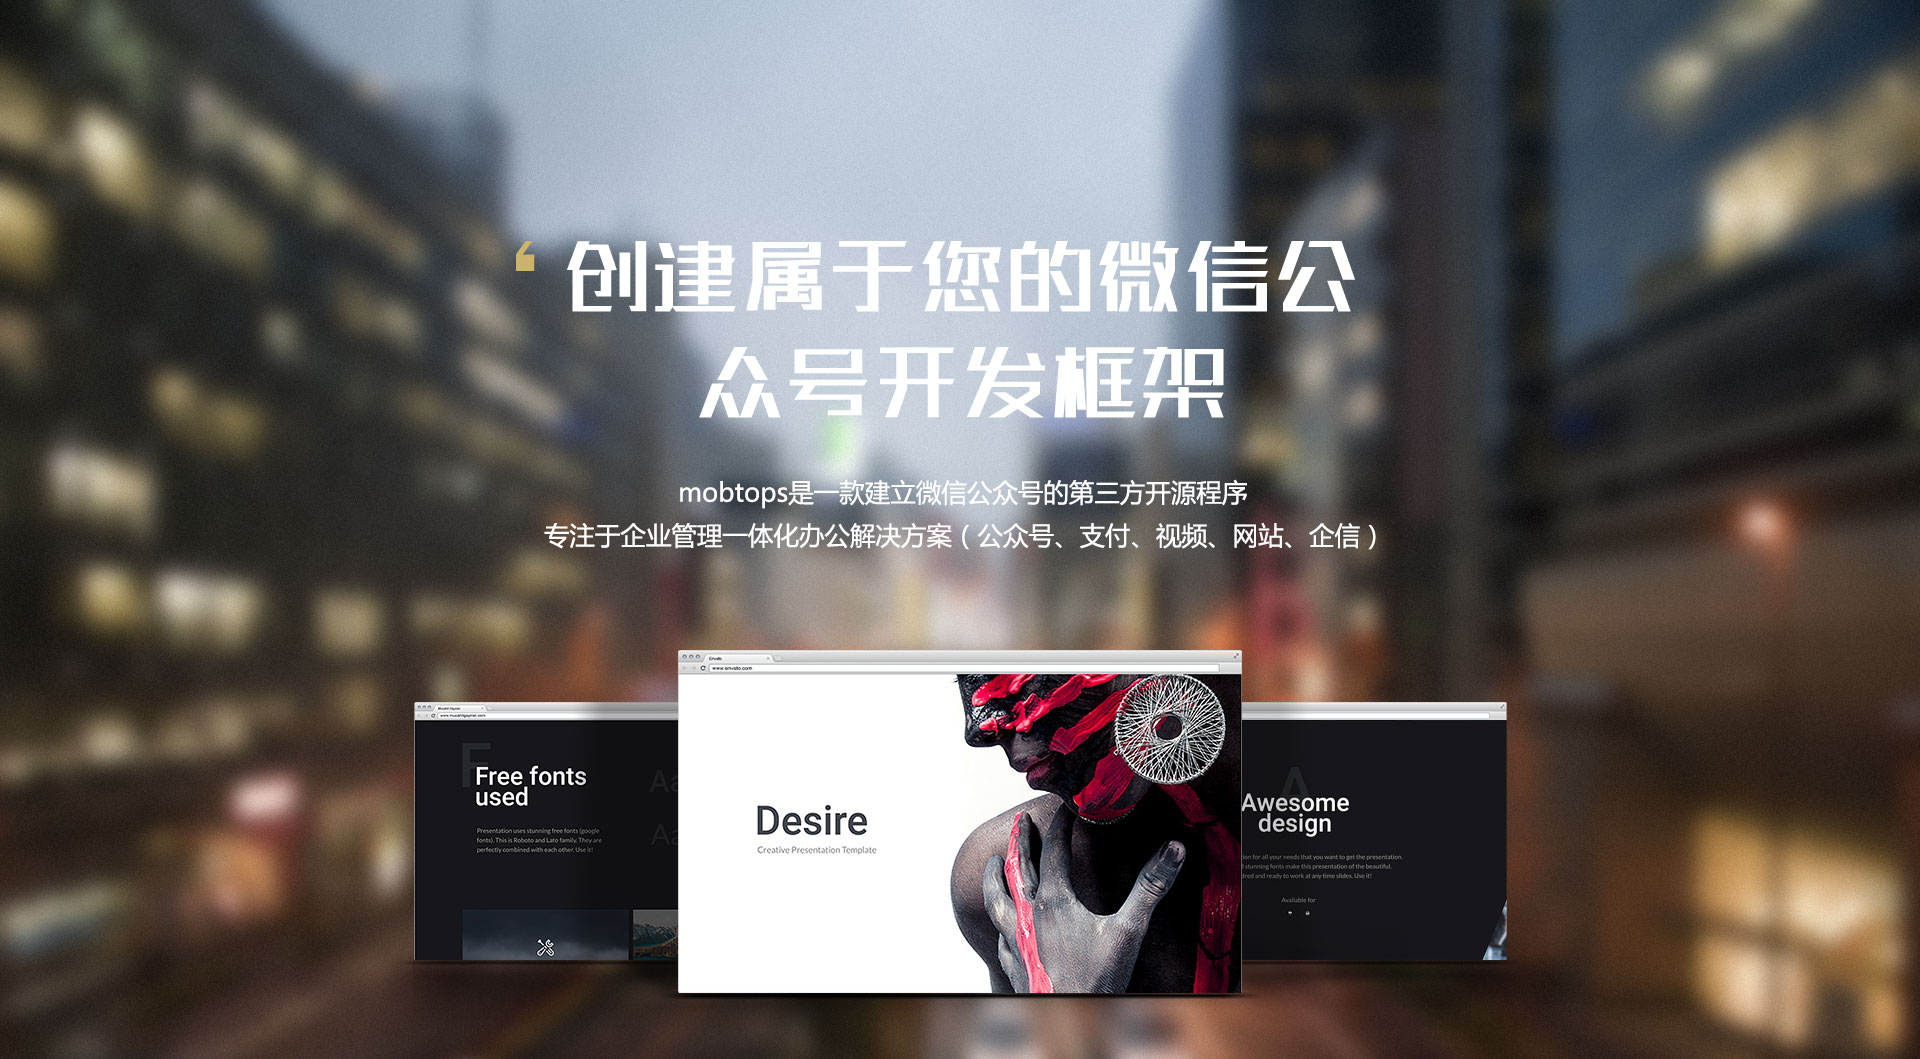 ‘ 创建属于您的微信公
众号开发框架
mobtops是一款建立微信公众号的第三方开源程序
专注于企业管理一体化办公解决方案（公众号、支付、视频、网站、企信）
Envato
www.envato.com
Desire
Creative Presentation Template
F
Free fonts
used
Presentation uses stunning free fonts (google
fonts). This is Roboto and Lato family. They are
perfectly combined with each other. Use it!
Aa
Aa
A
Awesome
design
ion for all your needs that you want to get the presentation.
stunning fonts make this presentation of the beautiful.
dred and ready to work at any time slides. Use it!
Available for